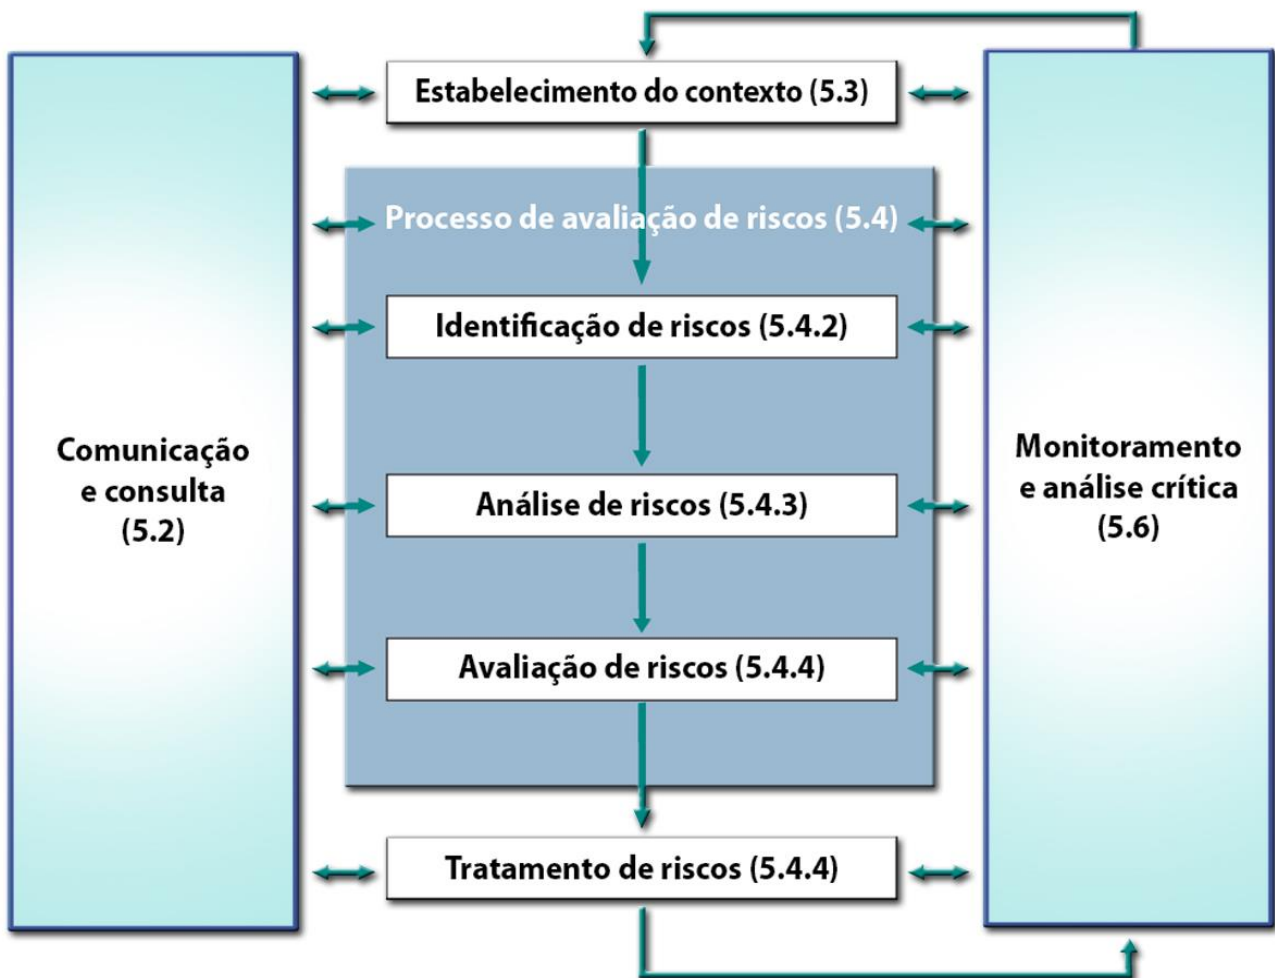 Estabelecimento do contexto (5.3)
Processo de avaliação de riscos (5.4)
Identificação de riscos (5.4.2)
Comunicação
e consulta
(5.2)
Monitoramento
e análise crítica
(5.6)
Análise de riscos (5.4.3)
Avaliação de riscos (5.4.4)
Tratamento de riscos (5.4.4)